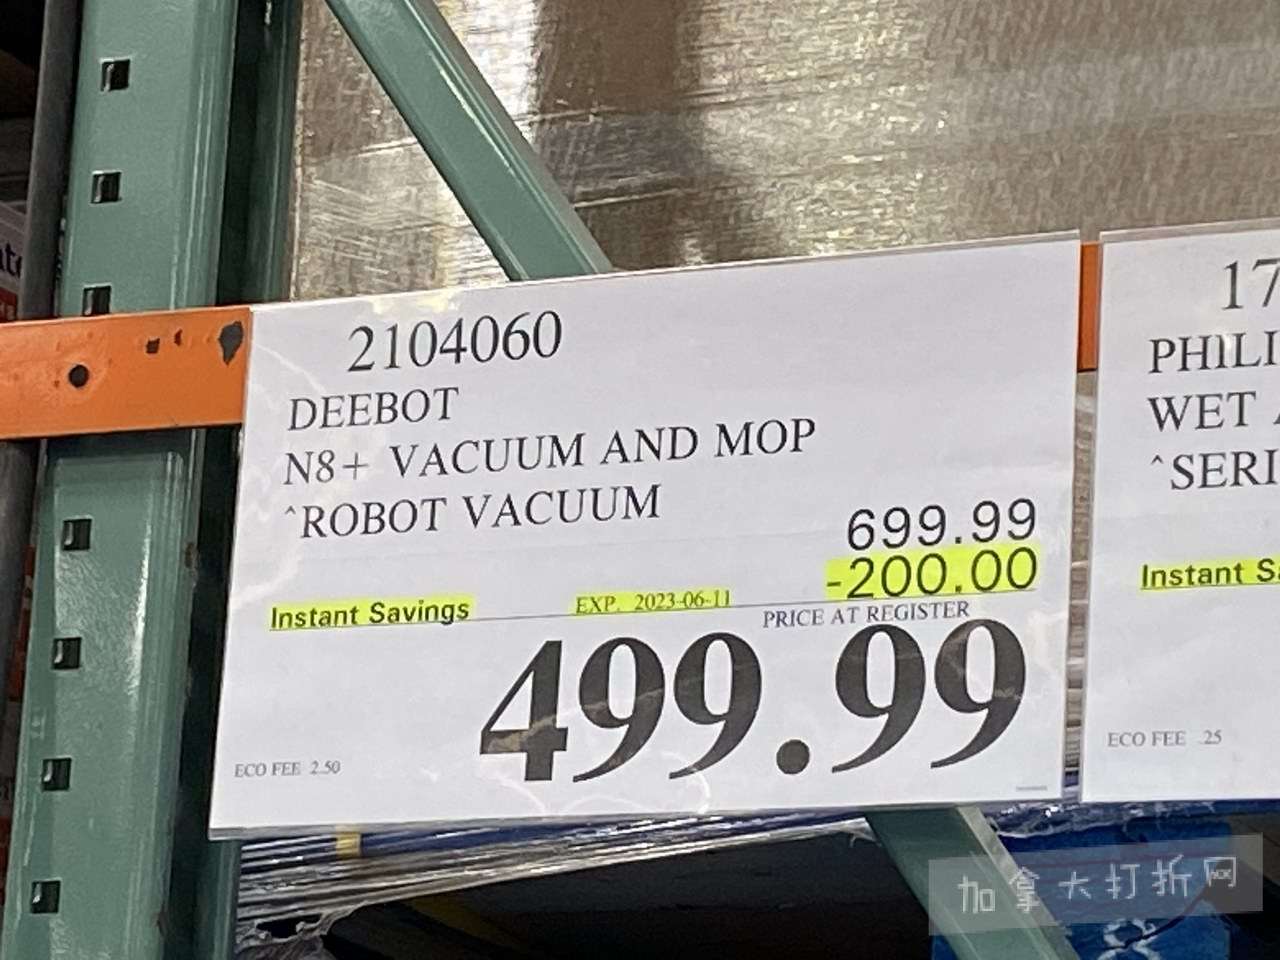 2104060
DEEBOT
N8+ VACUUM AND MOP
^ROBOT VACUUM
699.99
-200.00
Instant Savings EXP. 2023-06-11
PRICE AT REGISTER
499.99
ECO FEE 2.50
17
PHILI
WET
^SERI
Instant S
ECO FEE .25
加拿大打折网